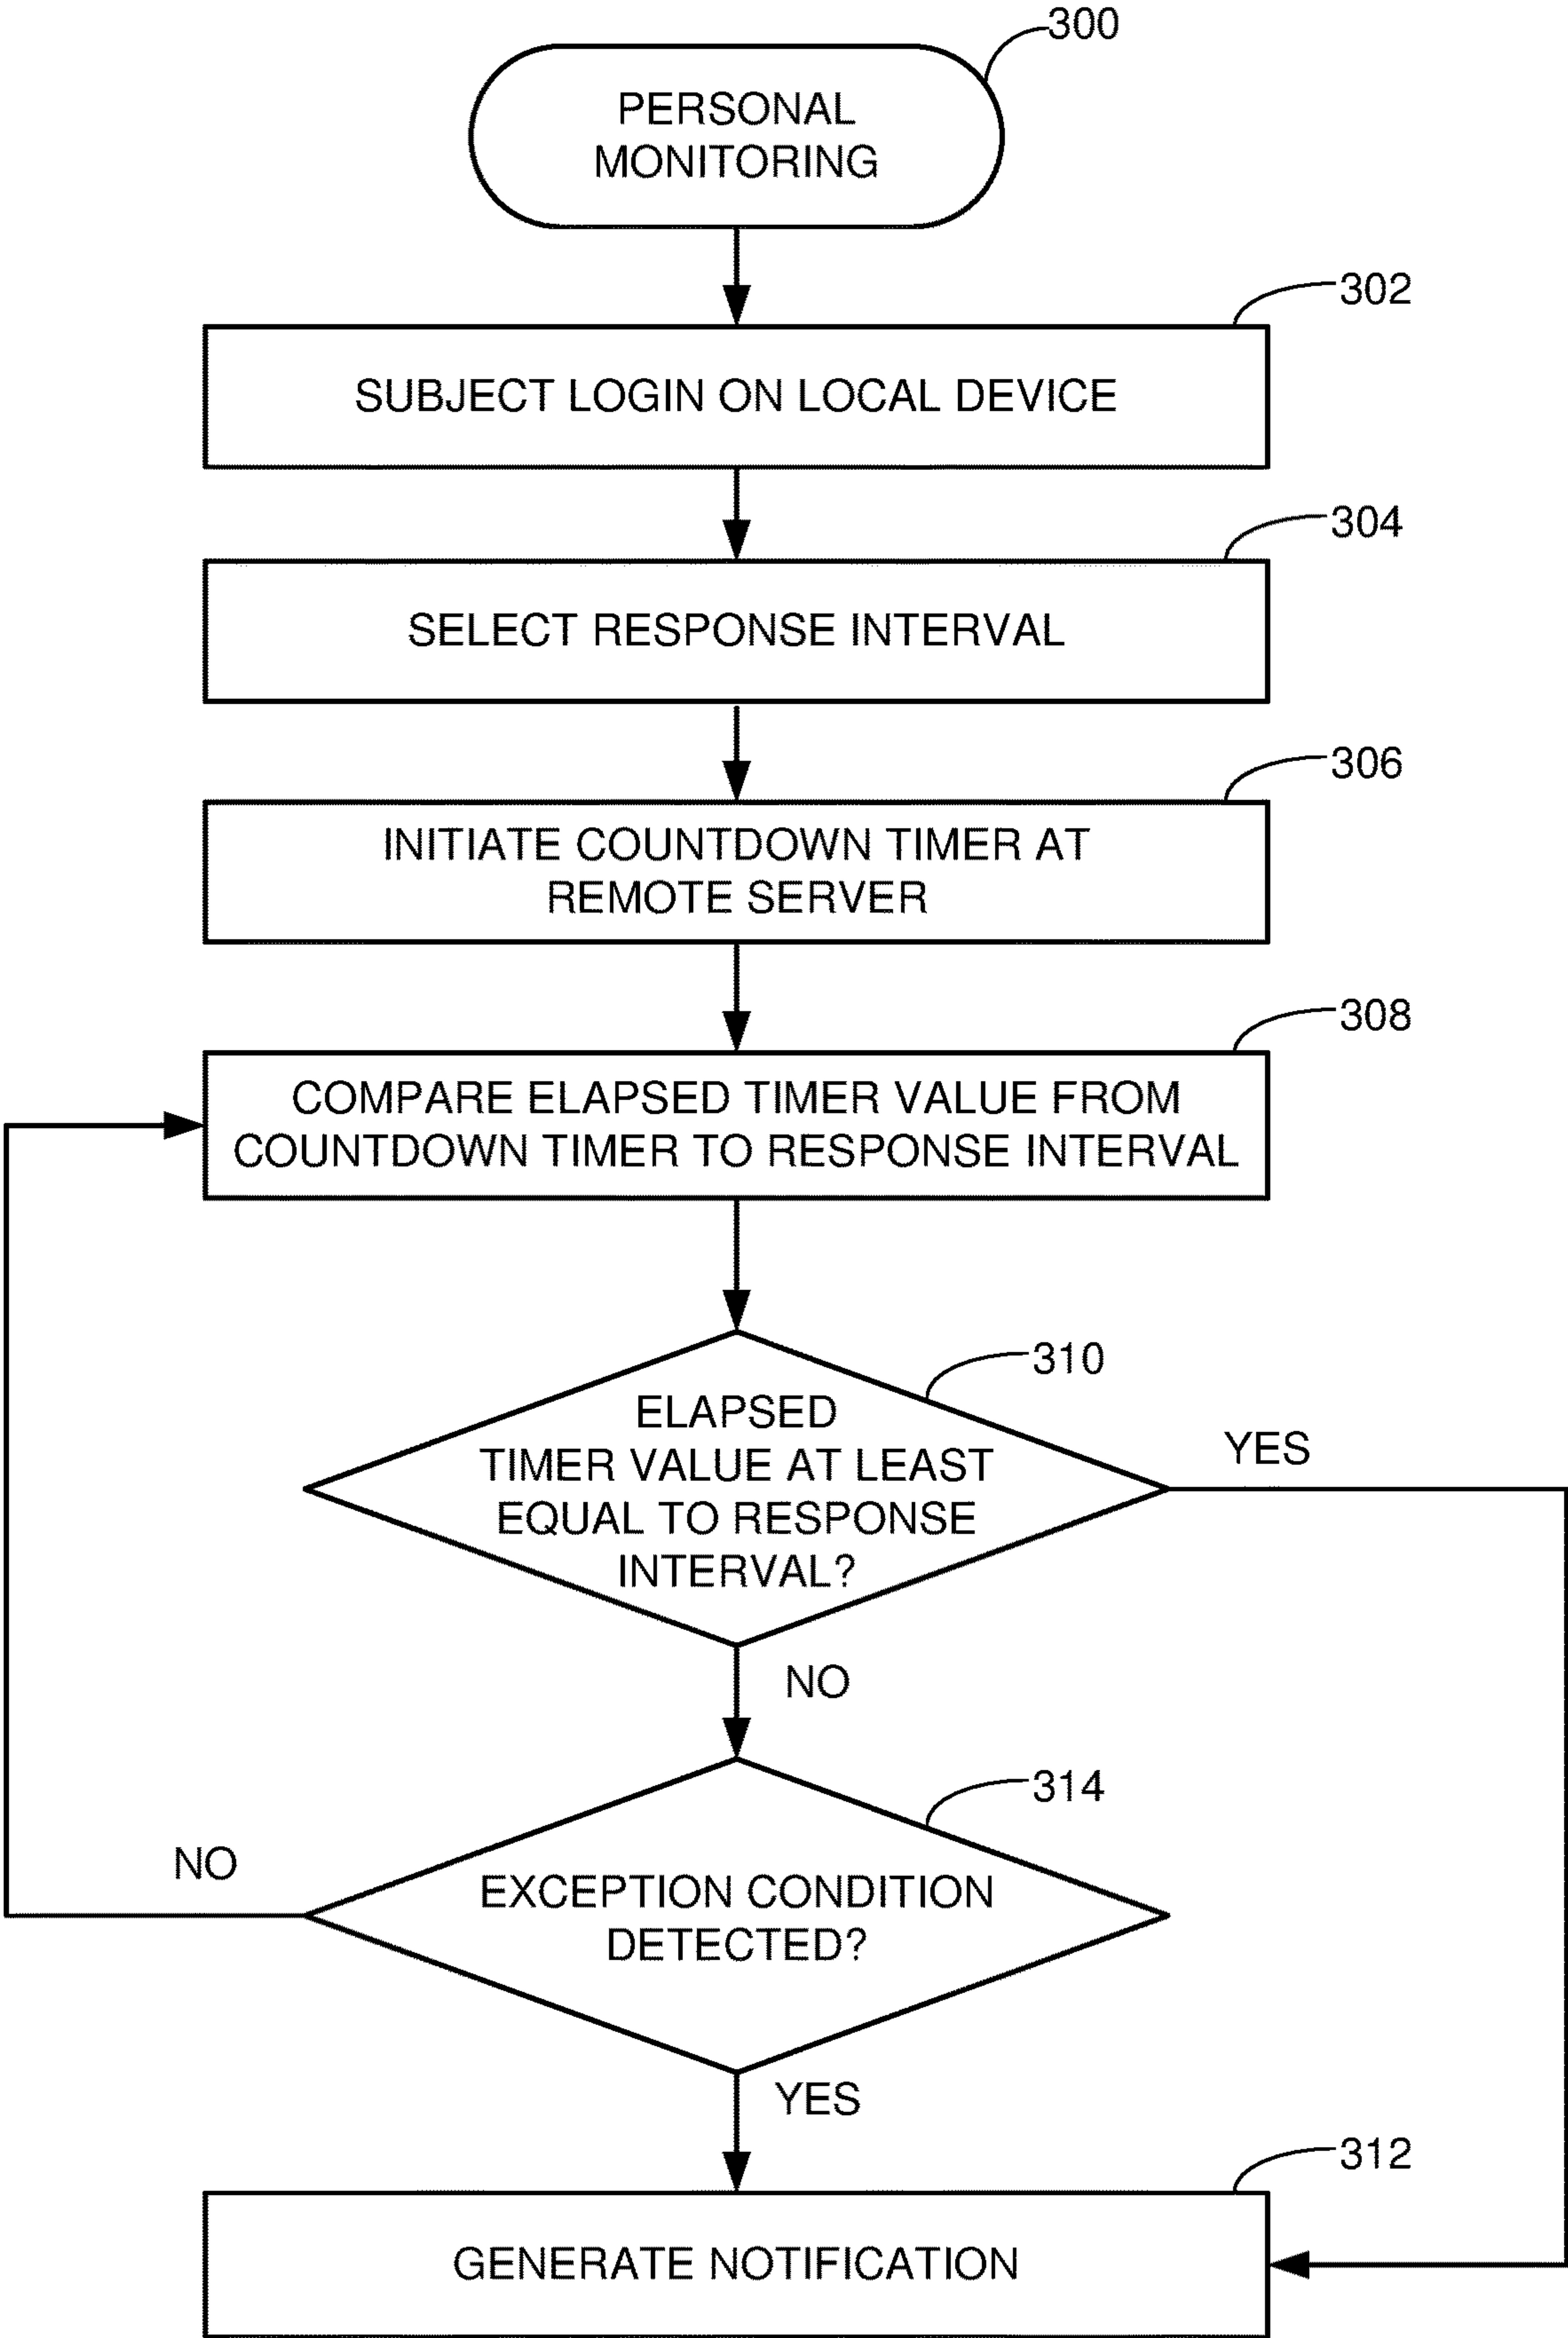 300
PERSONAL
MONITORING
302
SUBJECT LOGIN ON LOCAL DEVICE
304
SELECT RESPONSE INTERVAL
306
INITIATE COUNTDOWN TIMER AT
REMOTE SERVER
308
COMPARE ELAPSED TIMER VALUE FROM
COUNTDOWN TIMER TO RESPONSE INTERVAL
310
ELAPSED
TIMER VALUE AT LEAST
EQUAL TO RESPONSE
INTERVAL?
YES
NO
314
EXCEPTION CONDITION
DETECTED?
NO
YES
312
GENERATE NOTIFICATION